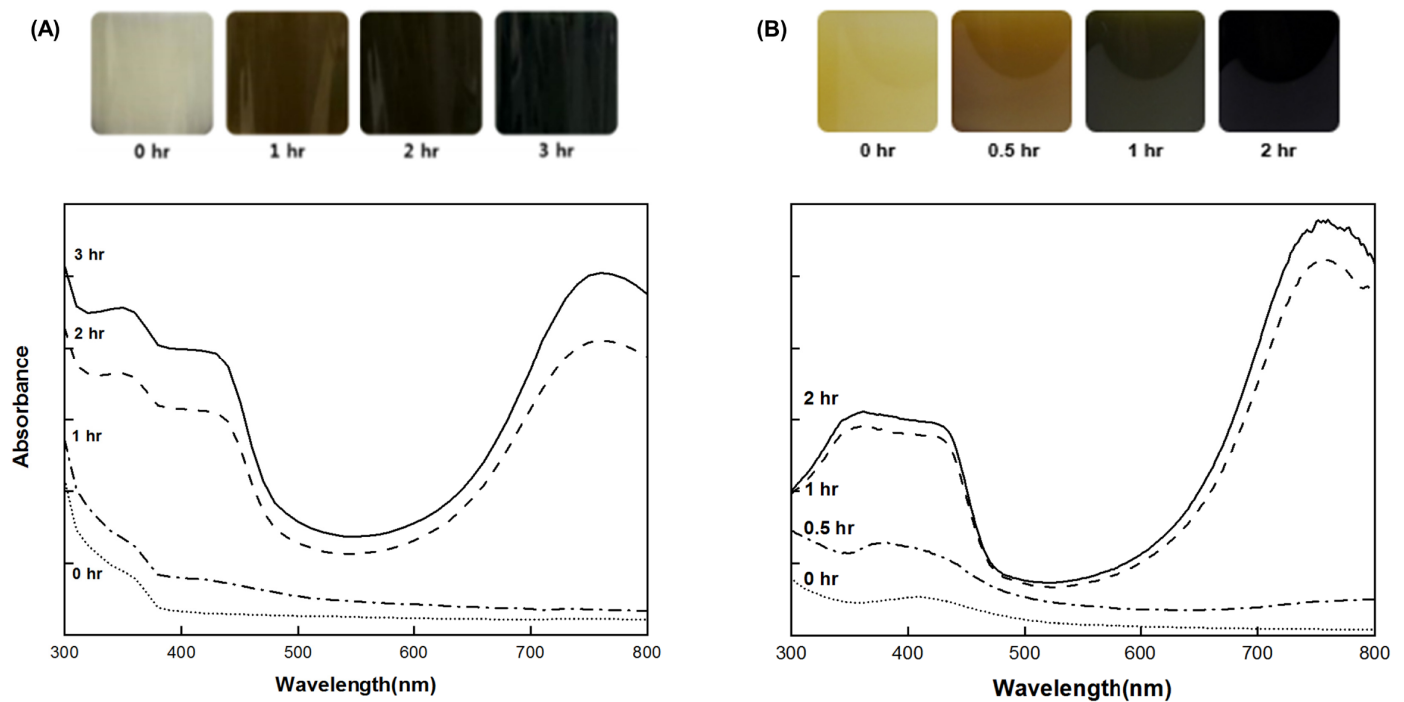 (A)
0 hr 1 hr 2 hr 3 hr
3 hr
2 hr
1 hr
0 hr
Absorbance
300 400 500 600 700 800
Wavelength(nm)
(B)
0 hr 0.5 hr 1 hr 2 hr
2 hr
1 hr
0.5 hr
0 hr
300 400 500 600 700 800
Wavelength(nm)